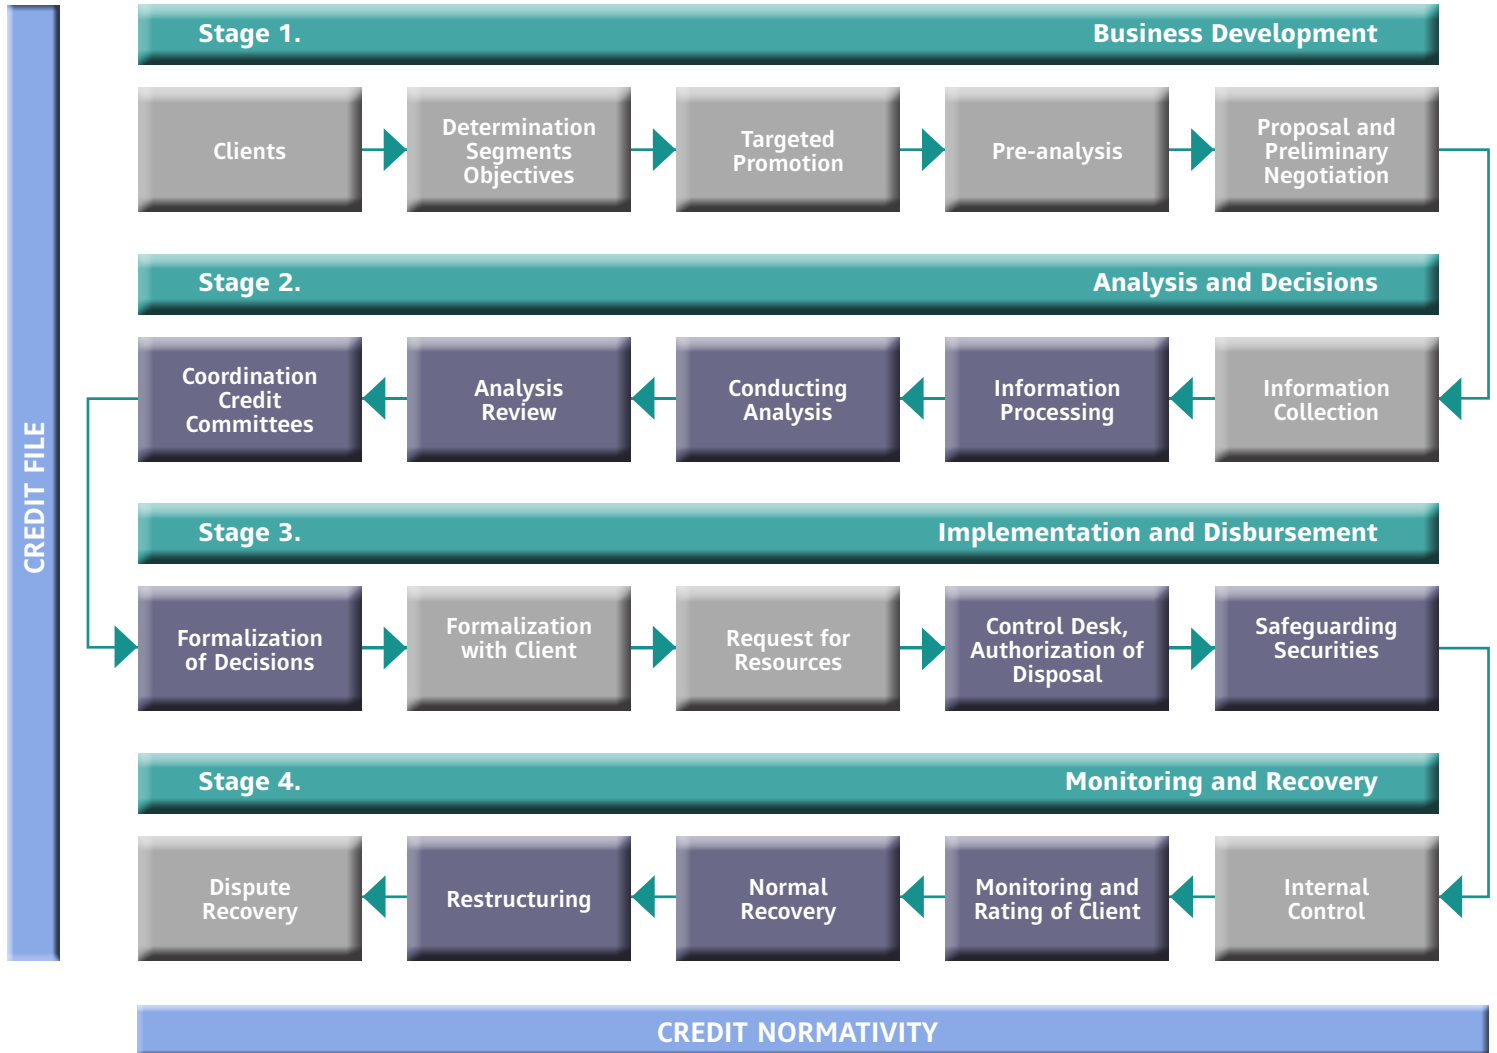 CREDIT FILE
Stage 1.
Business Development
Clients
Determination
Segments
Objectives
Targeted
Promotion
Pre-analysis
Proposal and
Preliminary
Negotiation
Stage 2.
Analysis and Decisions
Coordination
Credit
Committees
Analysis
Review
Conducting
Analysis
Information
Processing
Information
Collection
Stage 3.
Implementation and Disbursement
Formalization
of Decisions
Formalization
with Client
Request for
Resources
Control Desk,
Authorization of
Disposal
Safeguarding
Securities
Stage 4.
Monitoring and Recovery
Dispute
Recovery
Restructuring
Normal
Recovery
Monitoring and
Rating of Client
Internal
Control
CREDIT NORMATIVITY